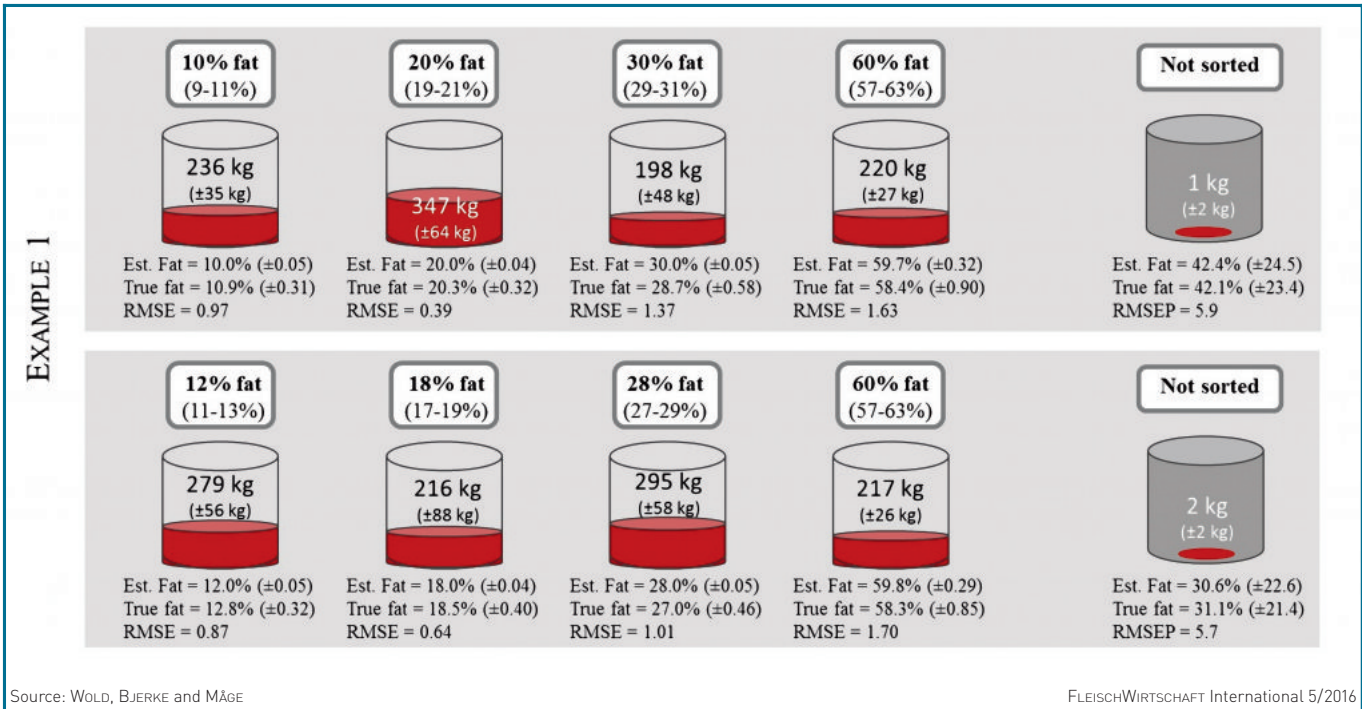 EXAMPLE 1
10% fat
(9-11%)
236 kg
(±35 kg)
Est. Fat = 10.0% (±0.05)
True fat = 10.9% (±0.31)
RMSE = 0.97
20% fat
(19-21%)
347 kg
(±64 kg)
Est. Fat = 20.0% (±0.04)
True fat = 20.3% (±0.32)
RMSE = 0.39
30% fat
(29-31%)
198 kg
(±48 kg)
Est. Fat = 30.0% (±0.05)
True fat = 28.7% (±0.58)
RMSE = 1.37
60% fat
(57-63%)
220 kg
(±27 kg)
Est. Fat = 59.7% (±0.32)
True fat = 58.4% (±0.90)
RMSE = 1.63
Not sorted
1 kg
(±2 kg)
Est. Fat = 42.4% (±24.5)
True fat = 42.1% (±23.4)
RMSEP = 5.9
12% fat
(11-13%)
279 kg
(±56 kg)
Est. Fat = 12.0% (±0.05)
True fat = 12.8% (±0.32)
RMSE = 0.87
18% fat
(17-19%)
216 kg
(±88 kg)
Est. Fat = 18.0% (±0.04)
True fat = 18.5% (±0.40)
RMSE = 0.64
28% fat
(27-29%)
295 kg
(±58 kg)
Est. Fat = 28.0% (±0.05)
True fat = 27.0% (±0.46)
RMSE = 1.01
60% fat
(57-63%)
217 kg
(±26 kg)
Est. Fat = 59.8% (±0.29)
True fat = 58.3% (±0.85)
RMSE = 1.70
Not sorted
2 kg
(±2 kg)
Est. Fat = 30.6% (±22.6)
True fat = 31.1% (±21.4)
RMSEP = 5.7
Source: WOLD, BJERKE and MÅGE
FLEISCHWIRTSCHAFT International 5/2016